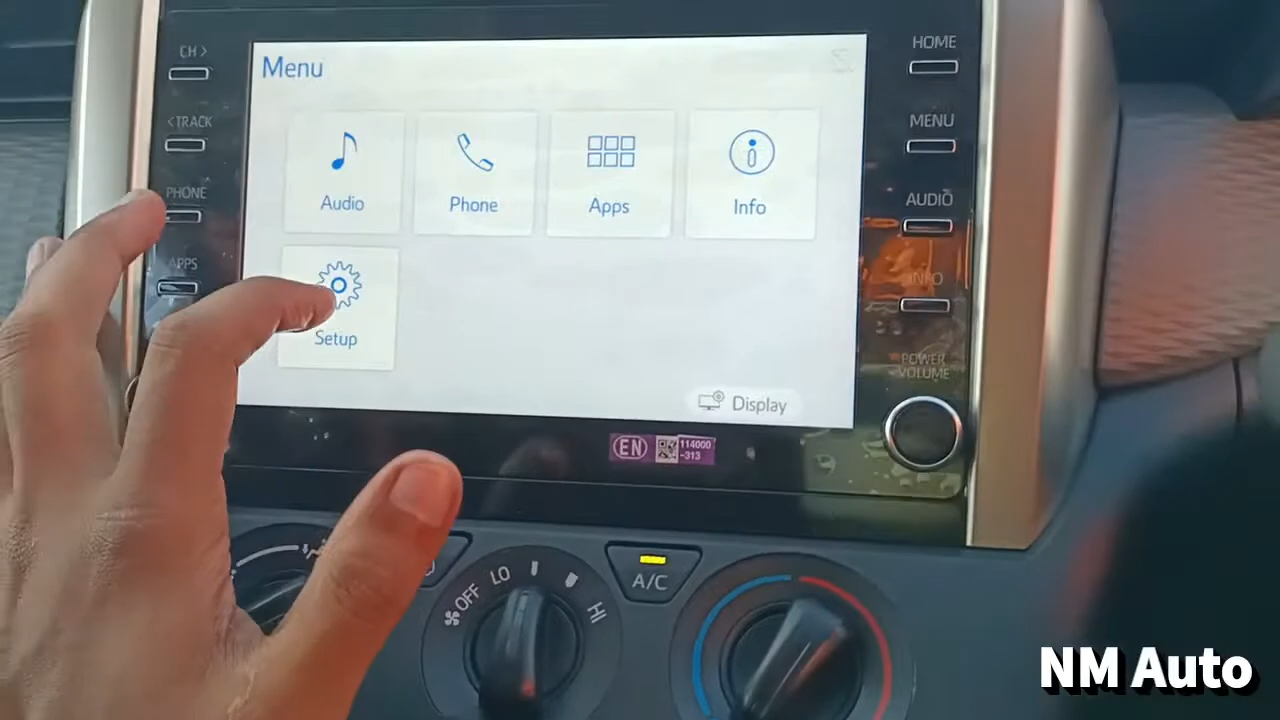 CH >
<TRACK
PHONE
APPS
Menu
Audio
Phone
Apps
Info
Setup
Display
HOME
MENU
AUDIO
INFO
POWER
VOLUME
EN
114000
-313
OFF
LO
HI
A/C
NM Auto